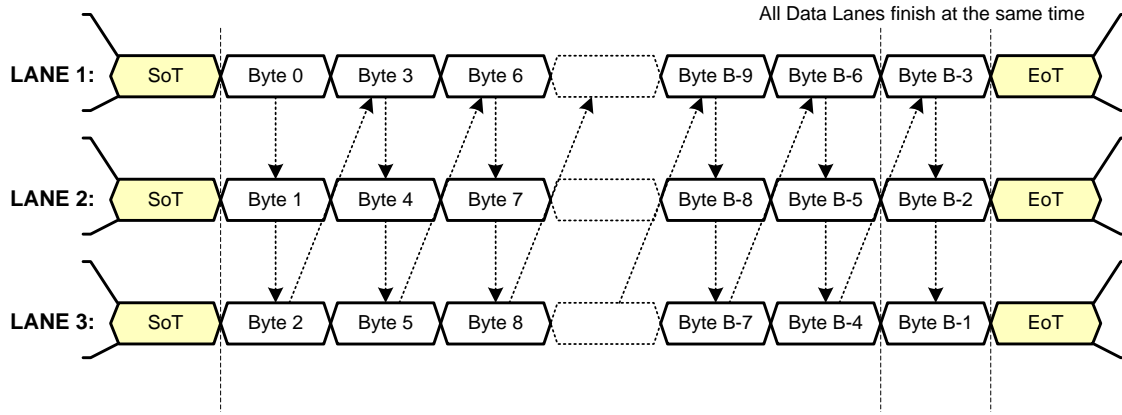 All Data Lanes finish at the same time
LANE 1: SoT Byte 0 Byte 3 Byte 6 Byte B-9 Byte B-6 Byte B-3 EoT
LANE 2: SoT Byte 1 Byte 4 Byte 7 Byte B-8 Byte B-5 Byte B-2 EoT
LANE 3: SoT Byte 2 Byte 5 Byte 8 Byte B-7 Byte B-4 Byte B-1 EoT